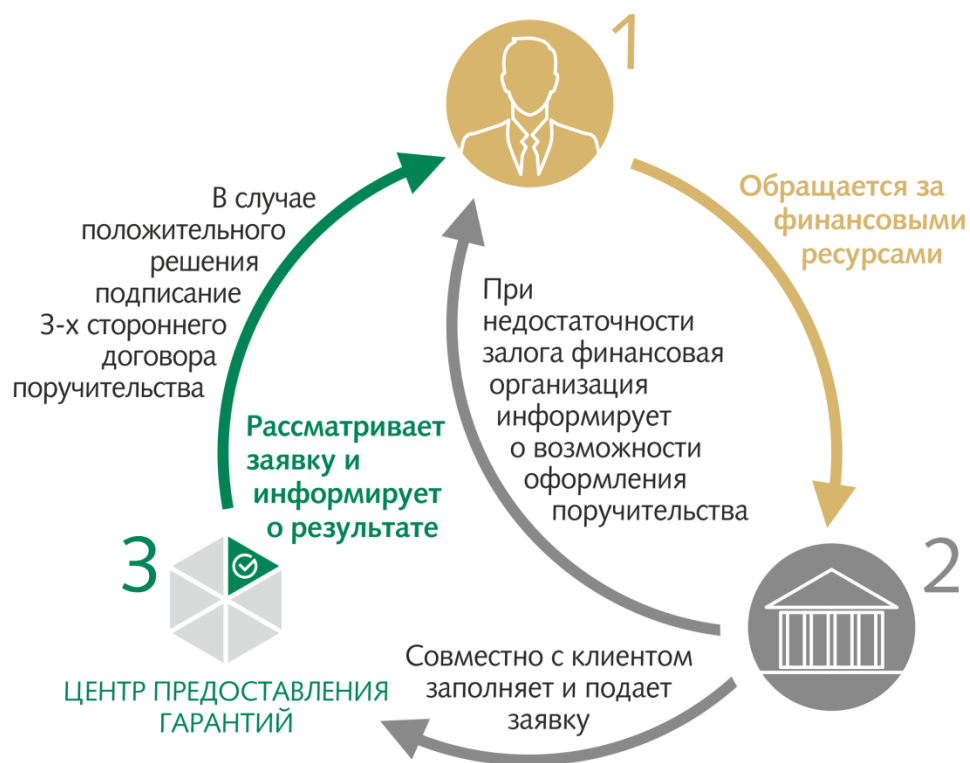 1
Обращается за
финансовыми
ресурсами
2
При
недостаточности
залога финансовая
организация
информирует
о возможности
оформления
поручительства
Совместно с клиентом
заполняет и подает
заявку
3
ЦЕНТР ПРЕДОСТАВЛЕНИЯ
ГАРАНТИЙ
Рассматривает
заявку и
информирует
о результате
В случае
положительного
решения
подписание
3-х стороннего
договора
поручительства